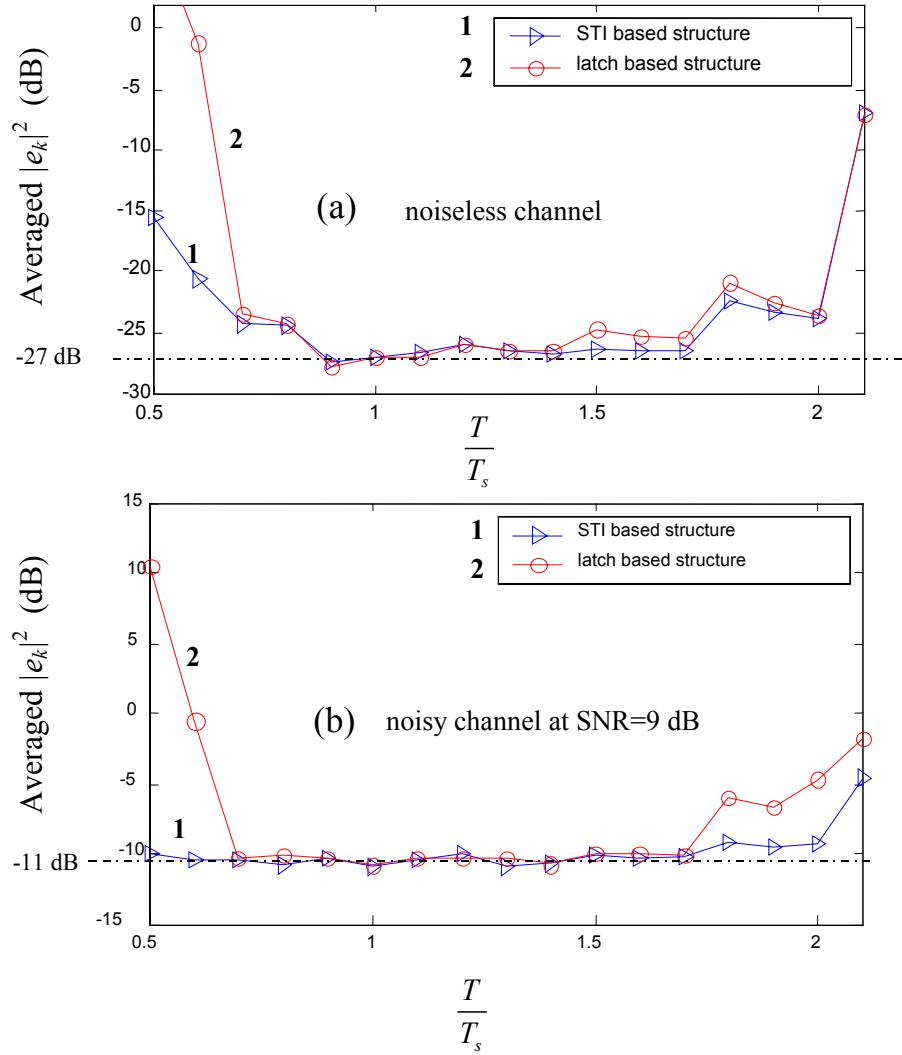 0
-5
-10
-15
-20
-25
-30
-27 dB
Averaged |e_k|^2 (dB)
1 STI based structure
2 latch based structure
2
1
(a) noiseless channel
0.5 1 1.5 2
T
T_s
15
10
5
0
-5
-10
-15
-11 dB
Averaged |e_k|^2 (dB)
1 STI based structure
2 latch based structure
2
1
(b) noisy channel at SNR=9 dB
0.5 1 1.5 2
T
T_s